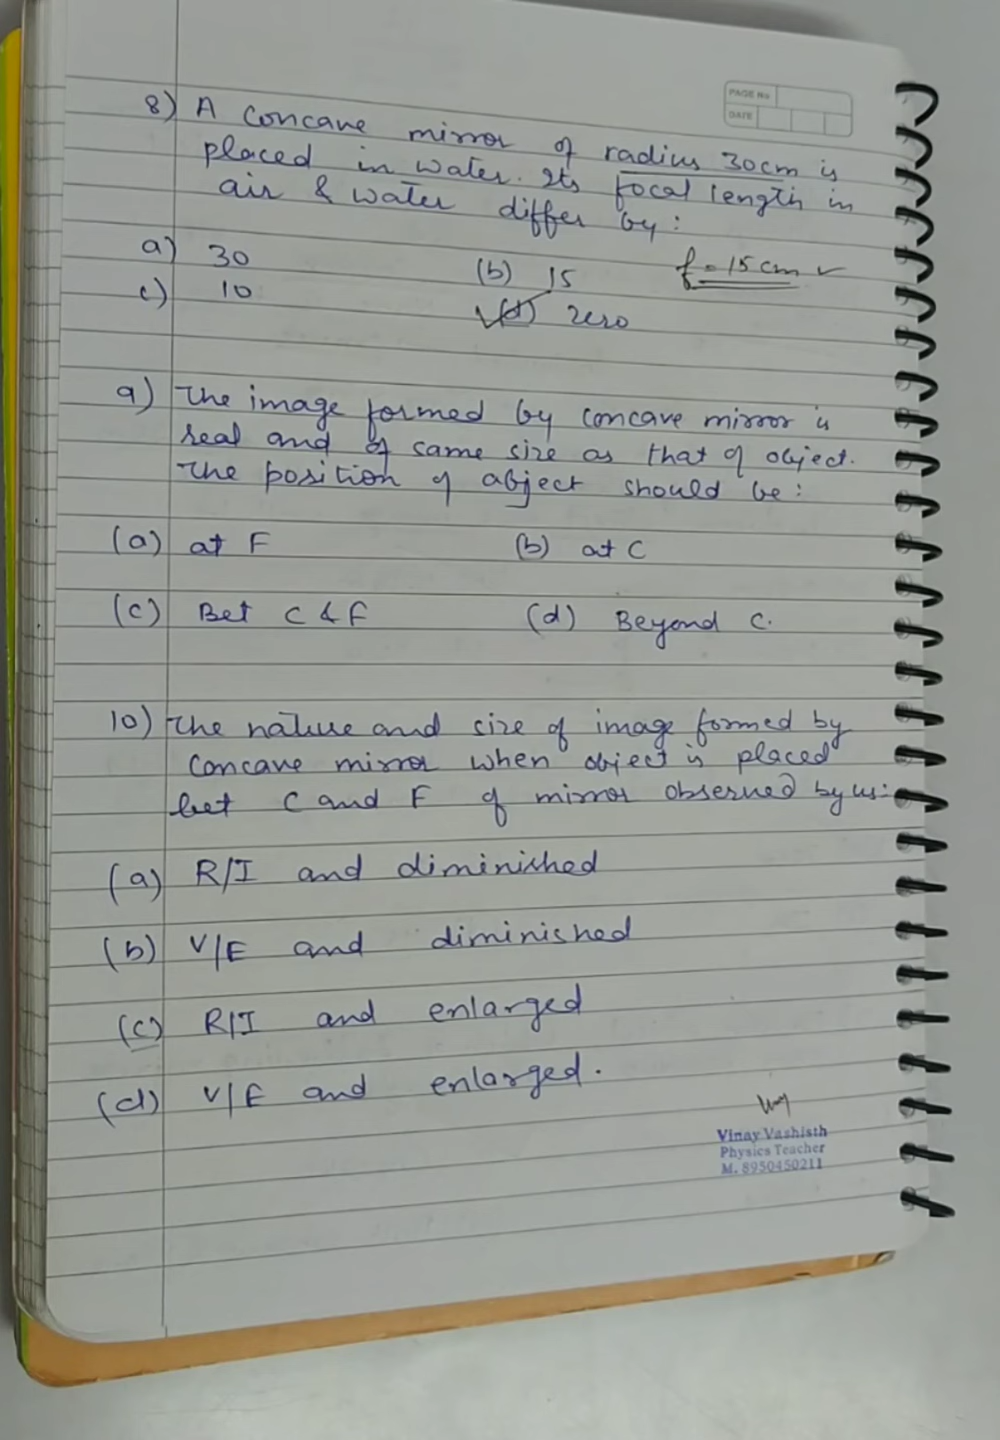 PAGE No
DATE
8) A concave mirror of radius 30cm is
placed in water. Its focal length in
air & water differ by:
a) 30 (b) 15 f = 15 cm ✓
c) 10 ✓(d) zero
9) The image formed by concave mirror is
real and of same size as that of object.
The position of object should be:
(a) at F (b) at C
(c) Bet C & F (d) Beyond C.
10) The nature and size of image formed by
concave mirror when object is placed
bet C and F of mirror observed by us:
(a) R/I and diminished
(b) V/E and diminished
(c) R/I and enlarged
(d) V/E and enlarged.
Vinay Vashisth
Physics Teacher
M. 8950450211